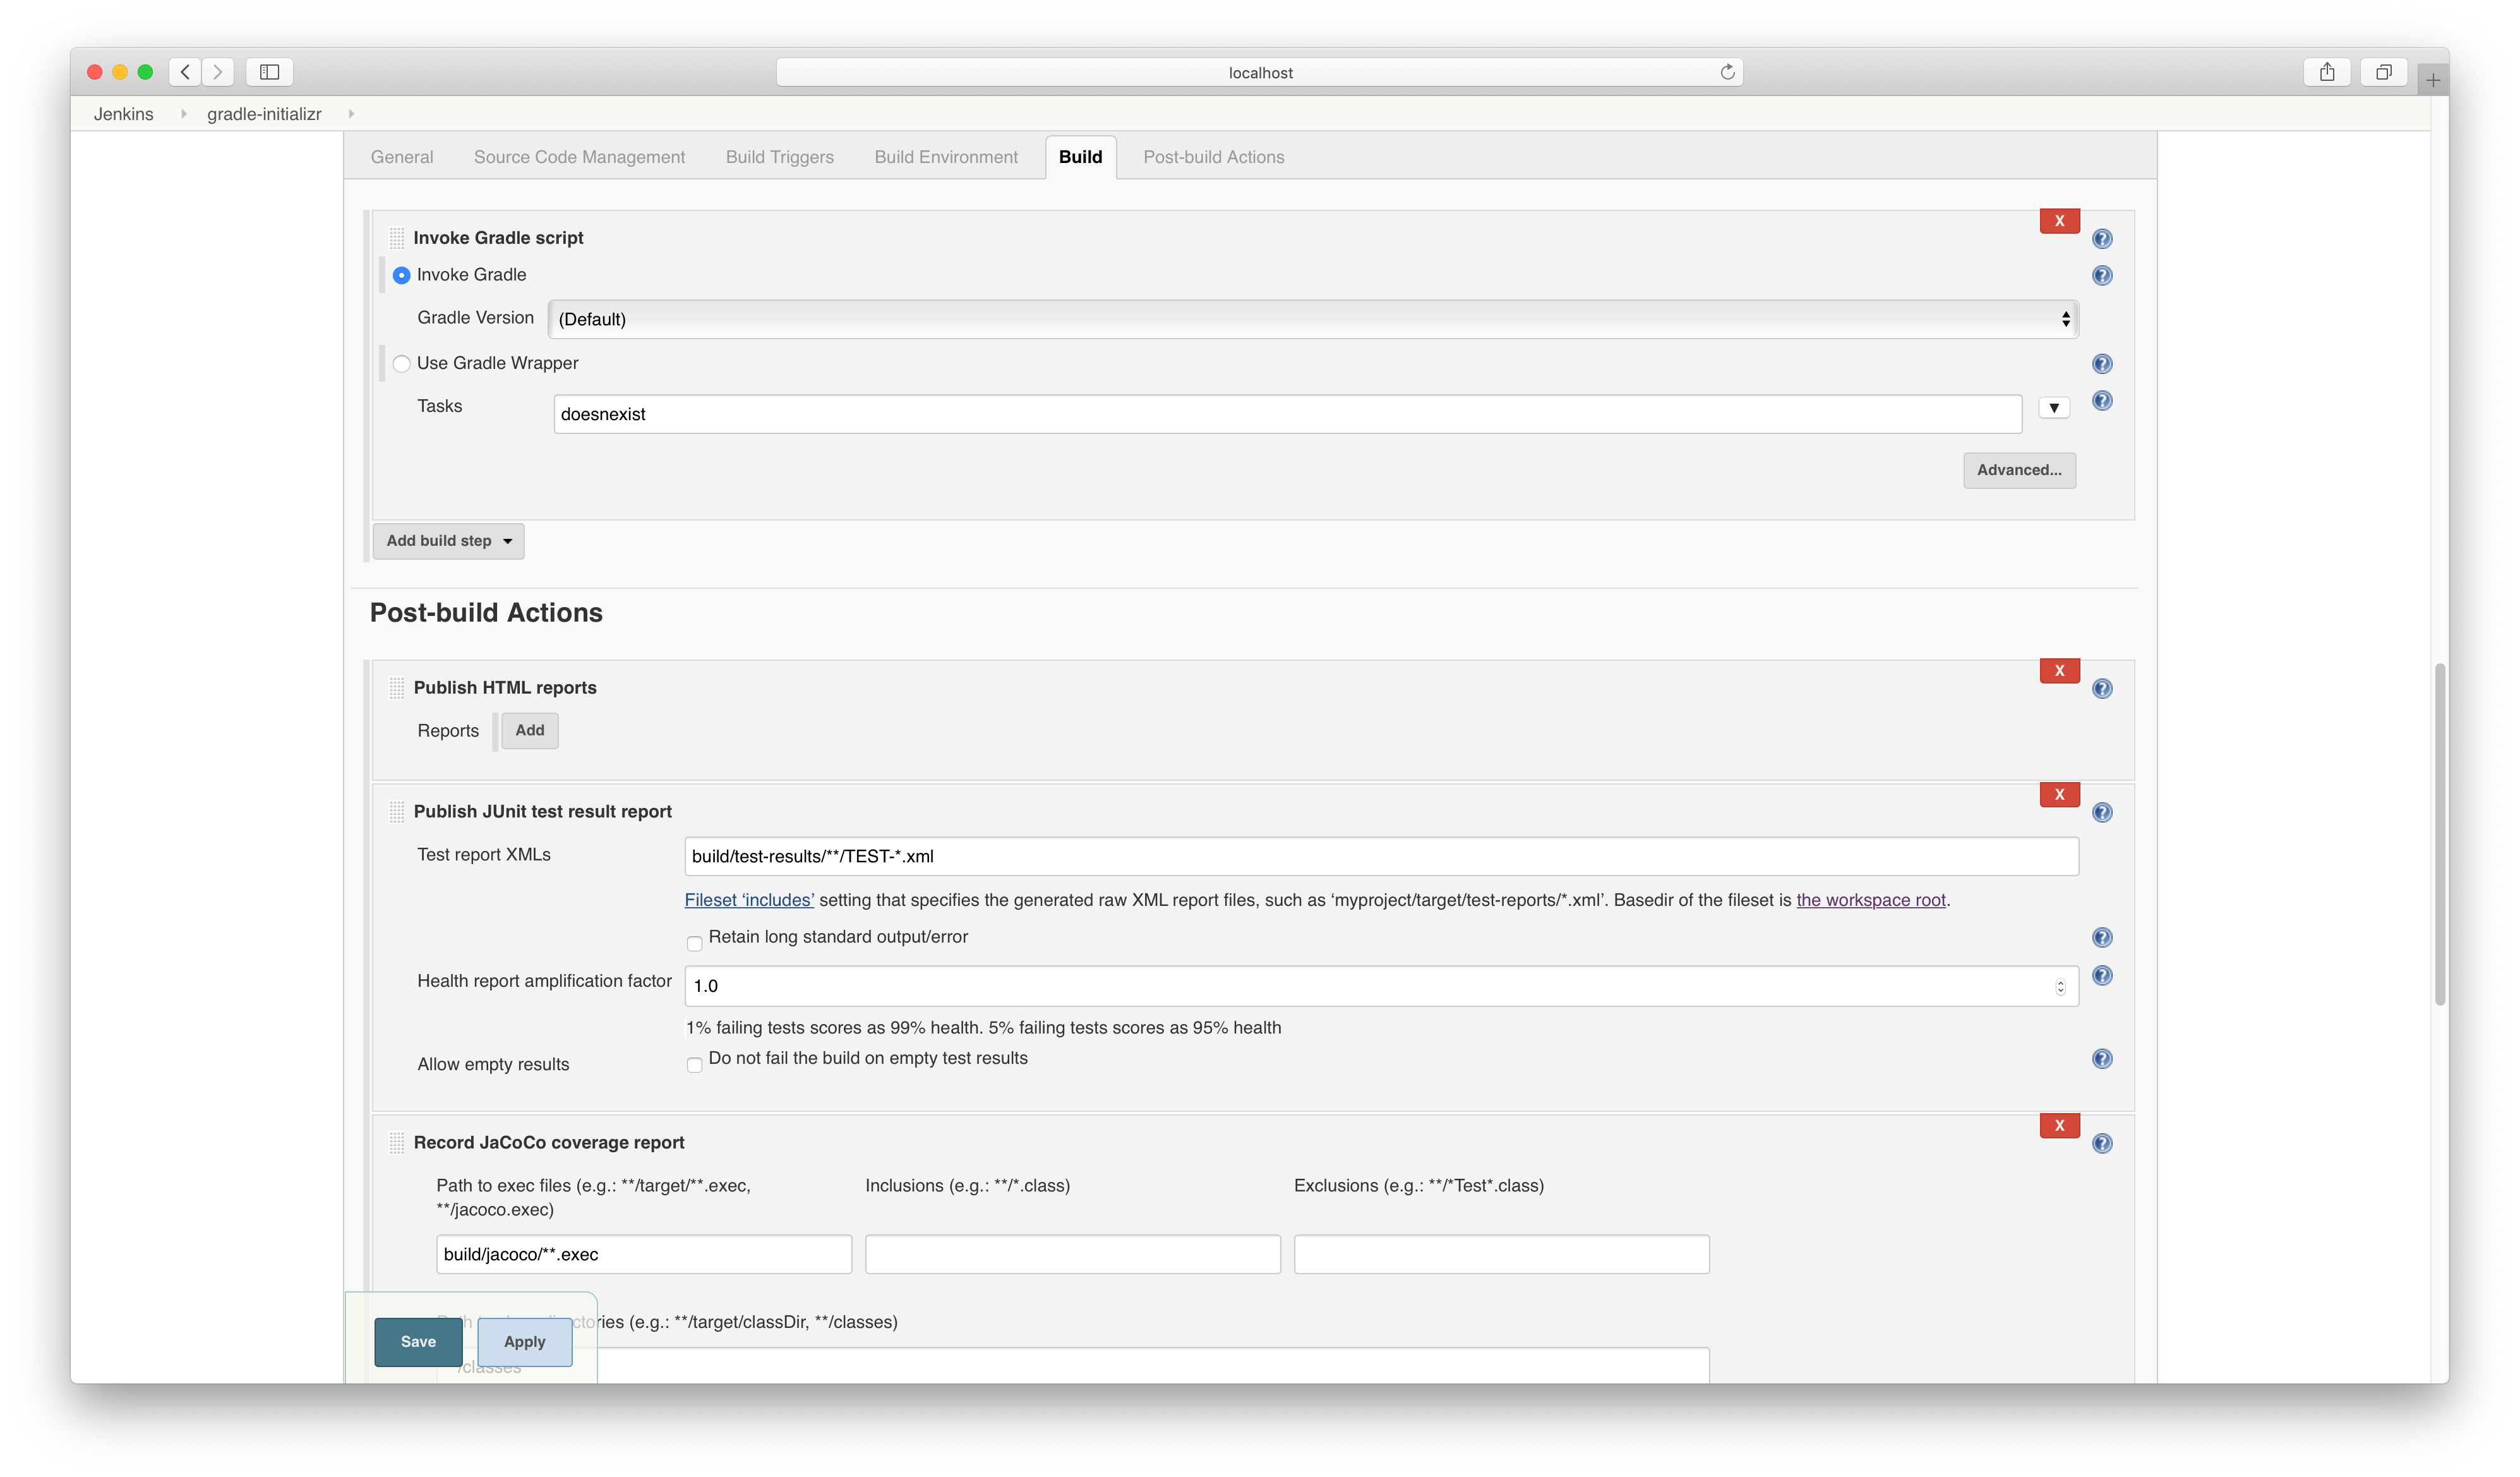 localhost
Jenkins gradle-initializr
General Source Code Management Build Triggers Build Environment Build Post-build Actions
X
Invoke Gradle script
Invoke Gradle
Gradle Version (Default)
Use Gradle Wrapper
Tasks doesnexist
Advanced...
Add build step
Post-build Actions
X
Publish HTML reports
Reports Add
X
Publish JUnit test result report
Test report XMLs build/test-results/**/TEST-*.xml
Fileset ‘includes’ setting that specifies the generated raw XML report files, such as ‘myproject/target/test-reports/*.xml’. Basedir of the fileset is the workspace root.
Retain long standard output/error
Health report amplification factor 1.0
1% failing tests scores as 99% health. 5% failing tests scores as 95% health
Allow empty results Do not fail the build on empty test results
X
Record JaCoCo coverage report
Path to exec files (e.g.: **/target/**.exec, Inclusions (e.g.: **/*.class) Exclusions (e.g.: **/*Test*.class)
**/jacoco.exec)
build/jacoco/**.exec
(e.g.: **/target/classDir, **/classes)
Save Apply
/classes